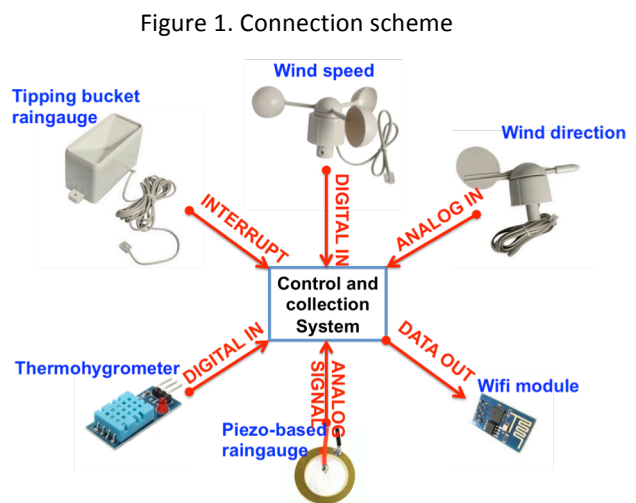 Figure 1. Connection scheme
Wind speed
Tipping bucket
raingauge
Wind direction
INTERRUPT
DIGITAL IN
ANALOG IN
Control and
collection
System
DIGITAL IN
ANALOG
SIGNAL
DATA OUT
Thermohygrometer
Piezo-based
raingauge
Wifi module